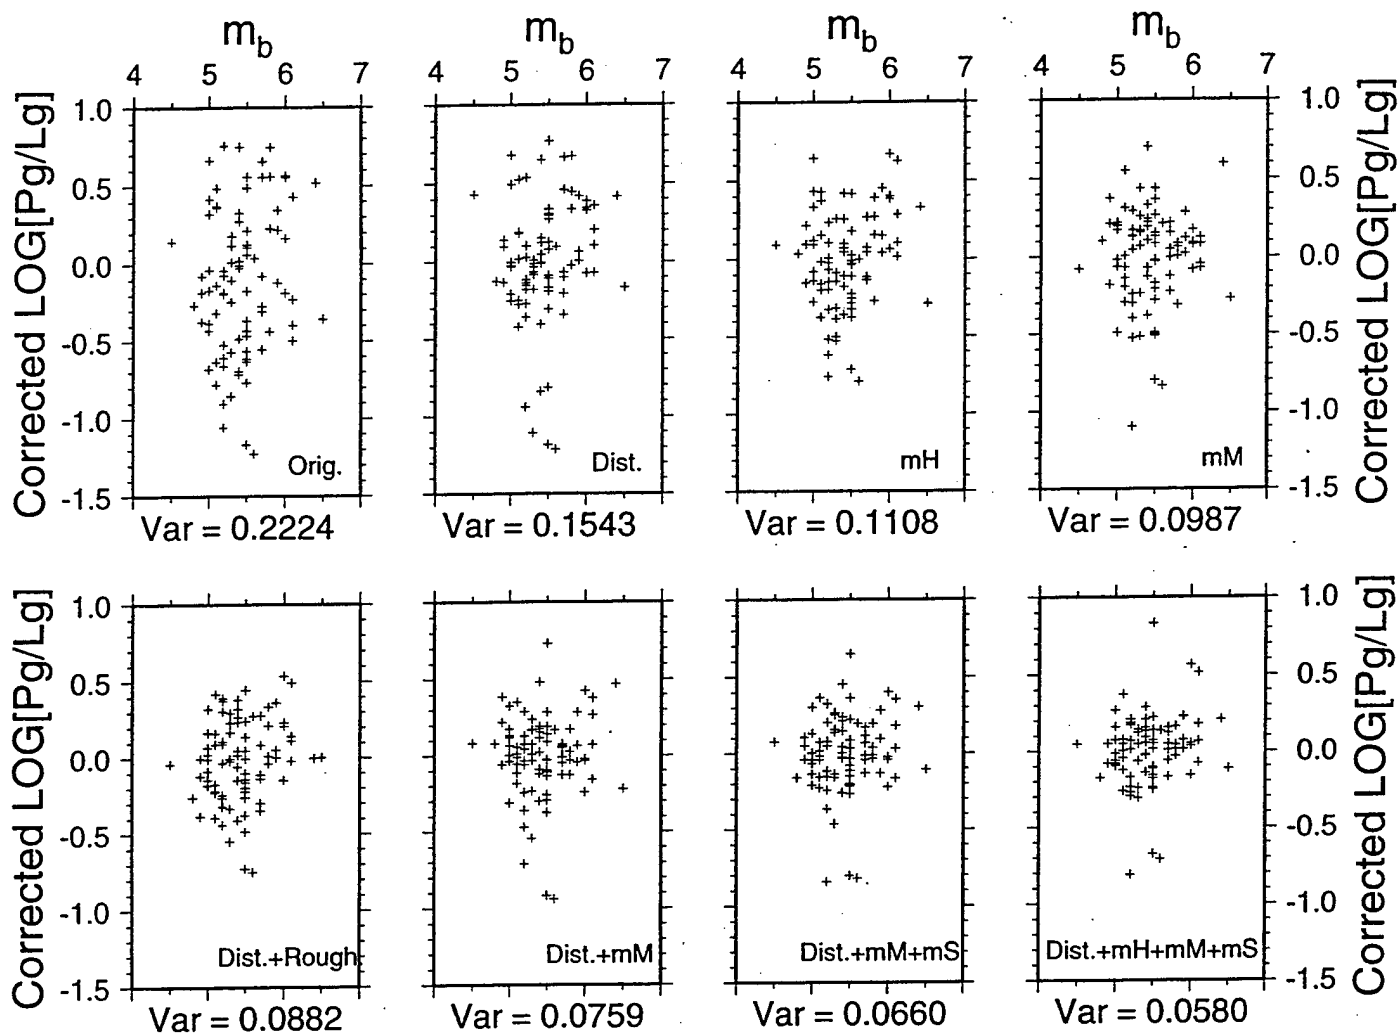 m_b m_b m_b m_b
4 5 6 7 4 5 6 7 4 5 6 7 4 5 6 7
Corrected LOG[Pg/Lg]
1.0
0.5
0.0
-0.5
-1.0
-1.5
Orig.
Dist.
mH
mM
1.0
0.5
0.0
-0.5
-1.0
-1.5
Corrected LOG[Pg/Lg]
Var = 0.2224
Var = 0.1543
Var = 0.1108
Var = 0.0987
Corrected LOG[Pg/Lg]
1.0
0.5
0.0
-0.5
-1.0
-1.5
Dist.+Rough
Dist.+mM
Dist.+mM+mS
Dist.+mH+mM+mS
1.0
0.5
0.0
-0.5
-1.0
-1.5
Corrected LOG[Pg/Lg]
Var = 0.0882
Var = 0.0759
Var = 0.0660
Var = 0.0580